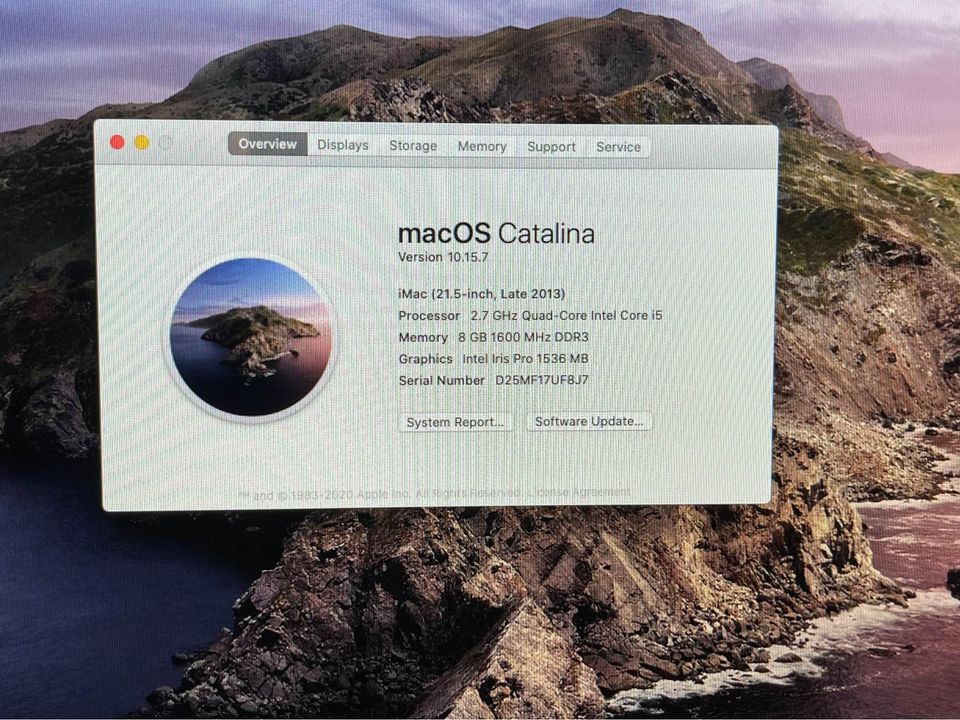 Overview Displays Storage Memory Support Service
macOS Catalina
Version 10.15.7
iMac (21.5-inch, Late 2013)
Processor 2.7 GHz Quad-Core Intel Core i5
Memory 8 GB 1600 MHz DDR3
Graphics Intel Iris Pro 1536 MB
Serial Number D25MF17UF8J7
System Report... Software Update...
™ and © 1983-2020 Apple Inc. All Rights Reserved. License Agreement